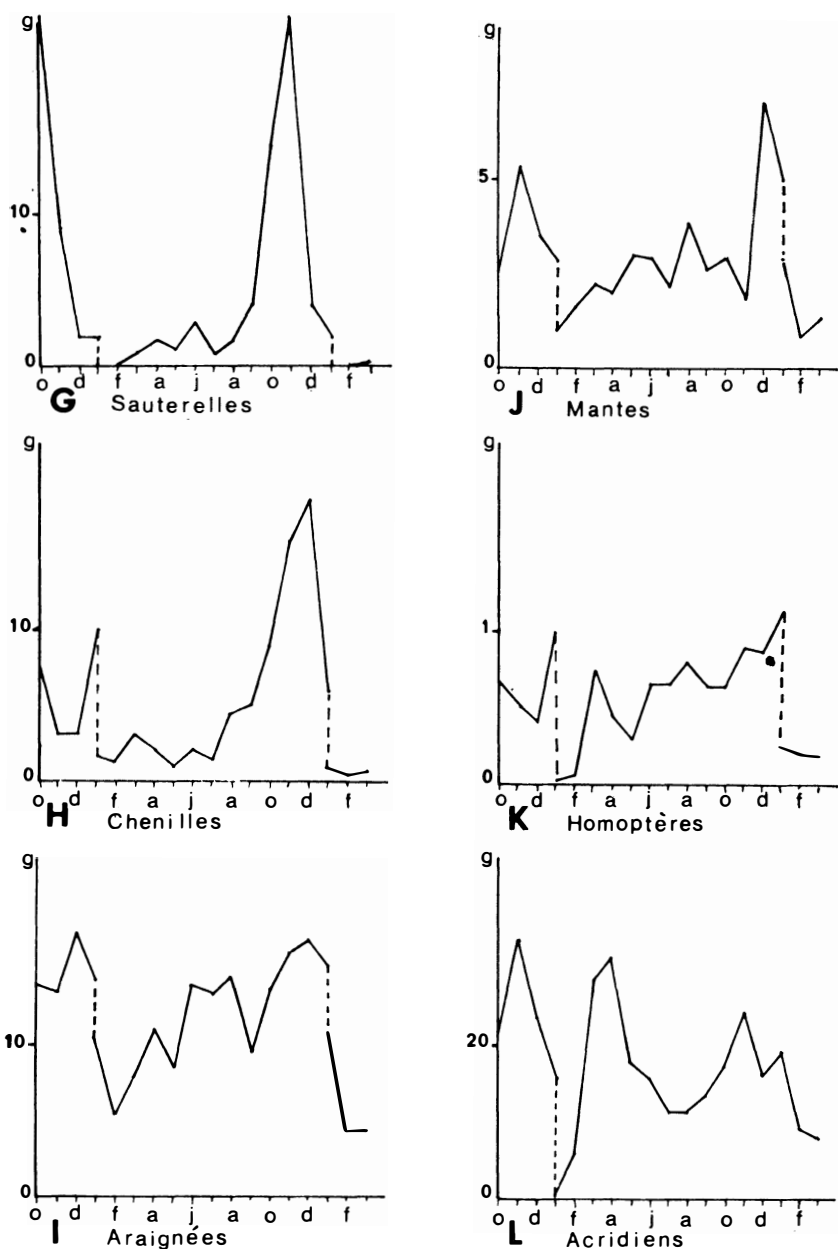 g
10
0
o d f a j a o d f
G Sauterelles
g
5
0
o d f a j a o d f
J Mantes
g
10
0
o d f a j a o d f
H Chenilles
g
1
0
o d f a j a o d f
K Homoptères
g
10
0
o d f a j a o d f
I Araignées
g
20
0
o d f a j a o d f
L Acridiens